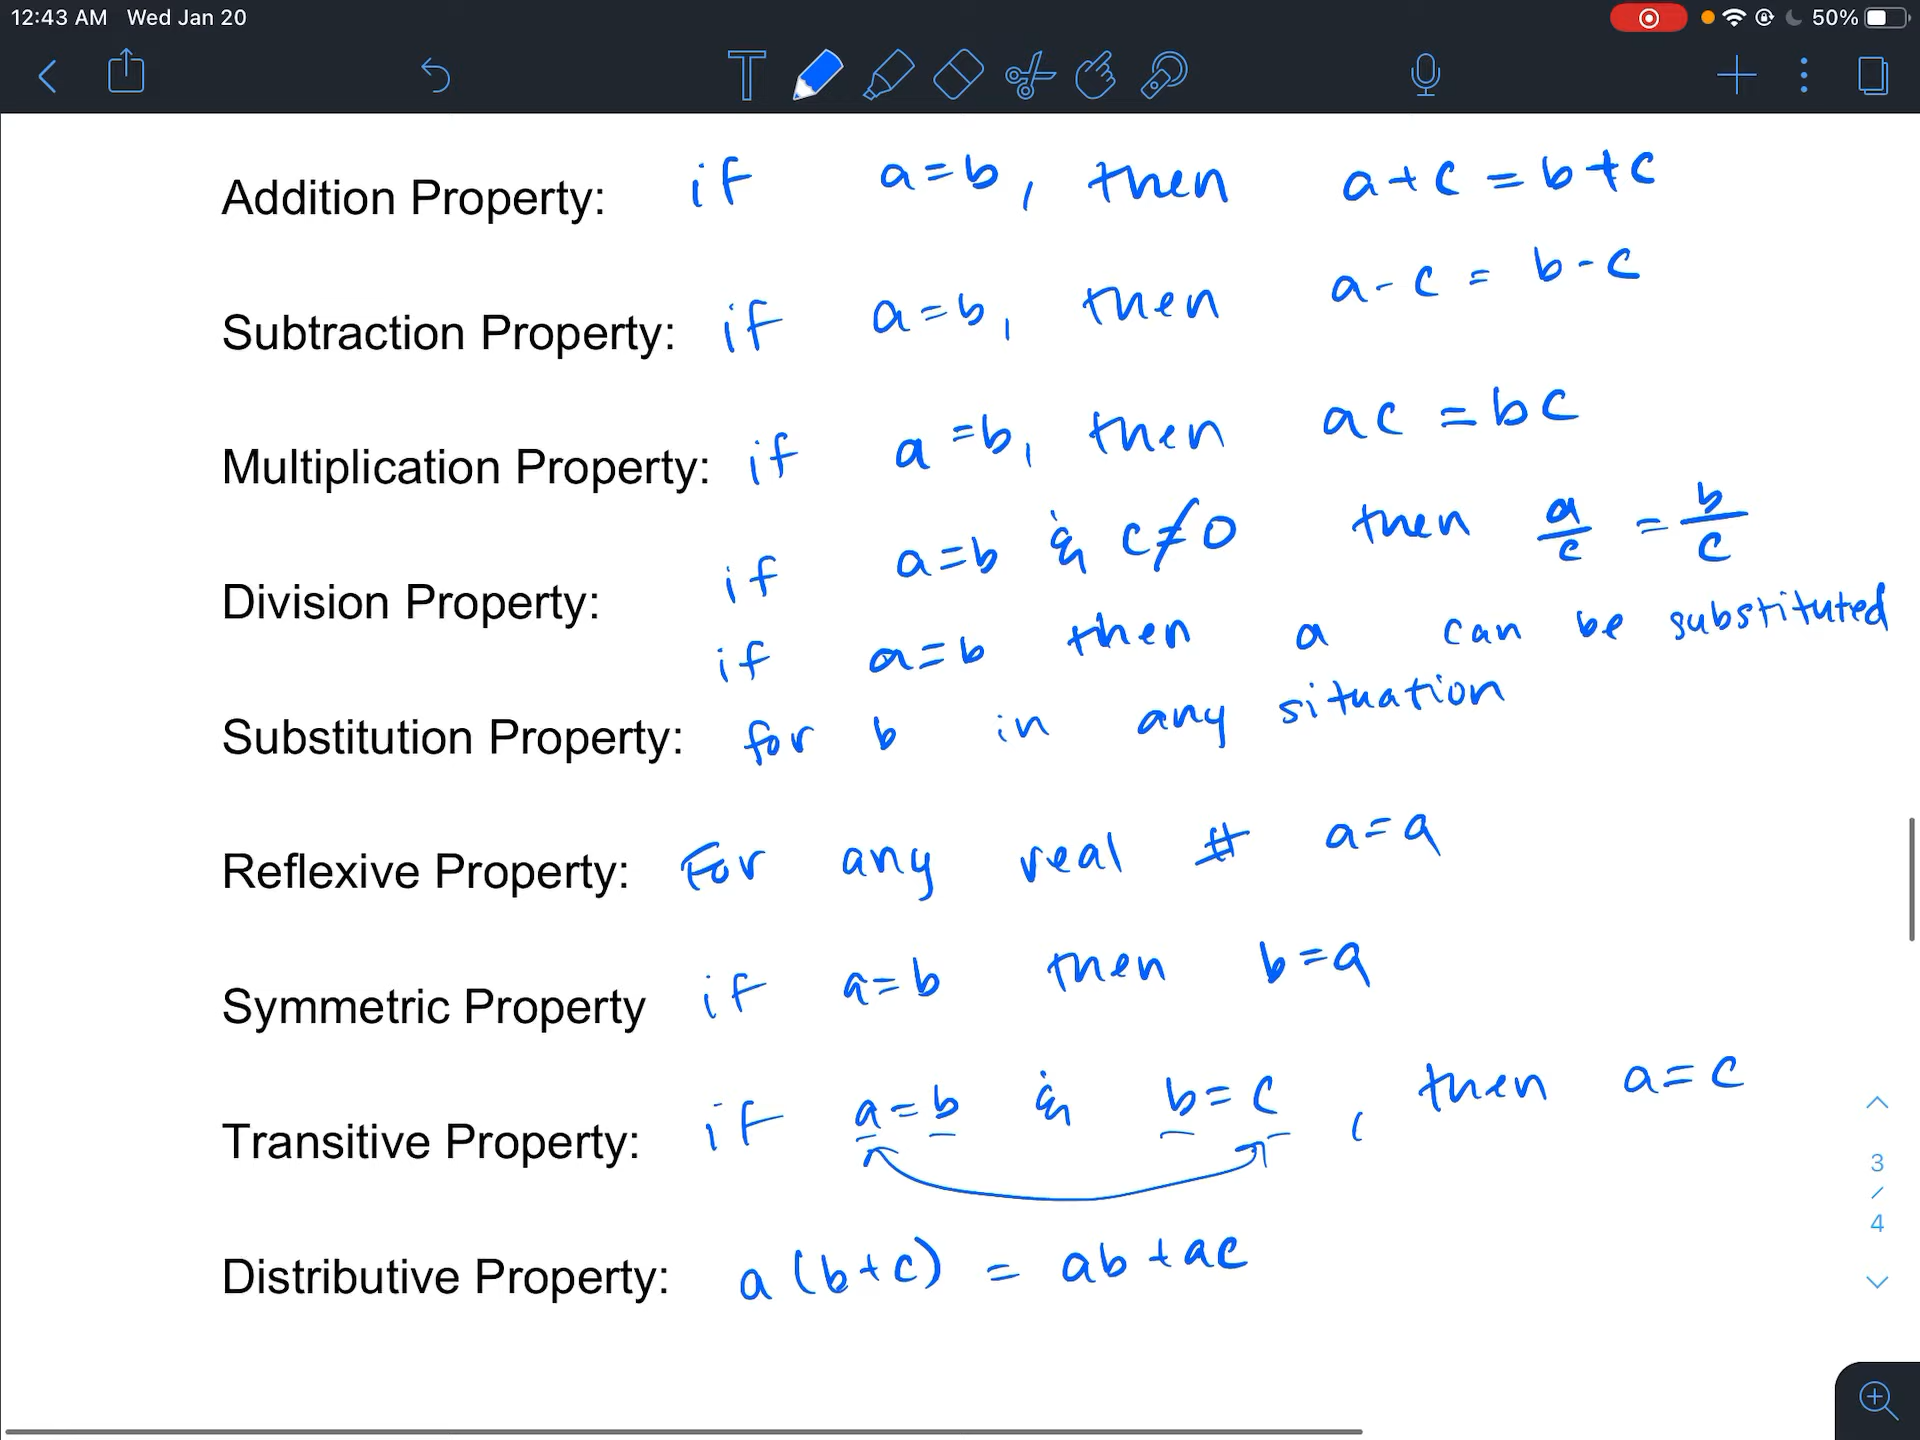 12:43 AM Wed Jan 20 50%
T
Addition Property: if a=b, then a+c = b+c
Subtraction Property: if a=b, then a-c = b-c
Multiplication Property: if a=b, then ac = bc
Division Property: if a=b & c≠0 then a/c = b/c
if a=b then a can be substituted
Substitution Property: for b in any situation
Reflexive Property: For any real # a=a
Symmetric Property if a=b then b=a
Transitive Property: if a=b & b=c, then a=c
3
/
4
Distributive Property: a(b+c) = ab+ac